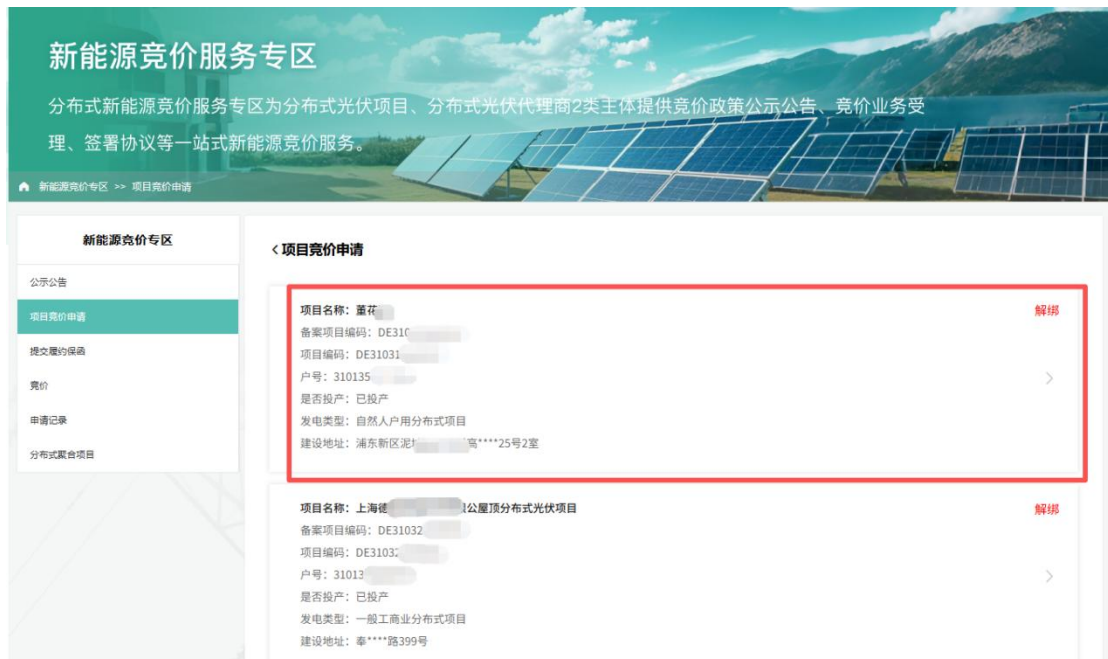 新能源竞价服务专区
分布式新能源竞价服务专区为分布式光伏项目、分布式光伏代理商2类主体提供竞价政策公示公告、竞价业务受
理、签署协议等一站式新能源竞价服务。
新能源竞价专区 >> 项目竞价申请
新能源竞价专区
公示公告
项目竞价申请
提交履约保函
竞价
申请记录
分布式聚合项目
<项目竞价申请
项目名称：董花
解绑
备案项目编码：DE310
项目编码：DE31031
户号：310135
是否投产：已投产
发电类型：自然人户用分布式项目
建设地址：浦东新区泥 高****25号2室
项目名称：上海德 公屋顶分布式光伏项目
解绑
备案项目编码：DE31032
项目编码：DE31032
户号：31013
是否投产：已投产
发电类型：一般工商业分布式项目
建设地址：奉****路399号